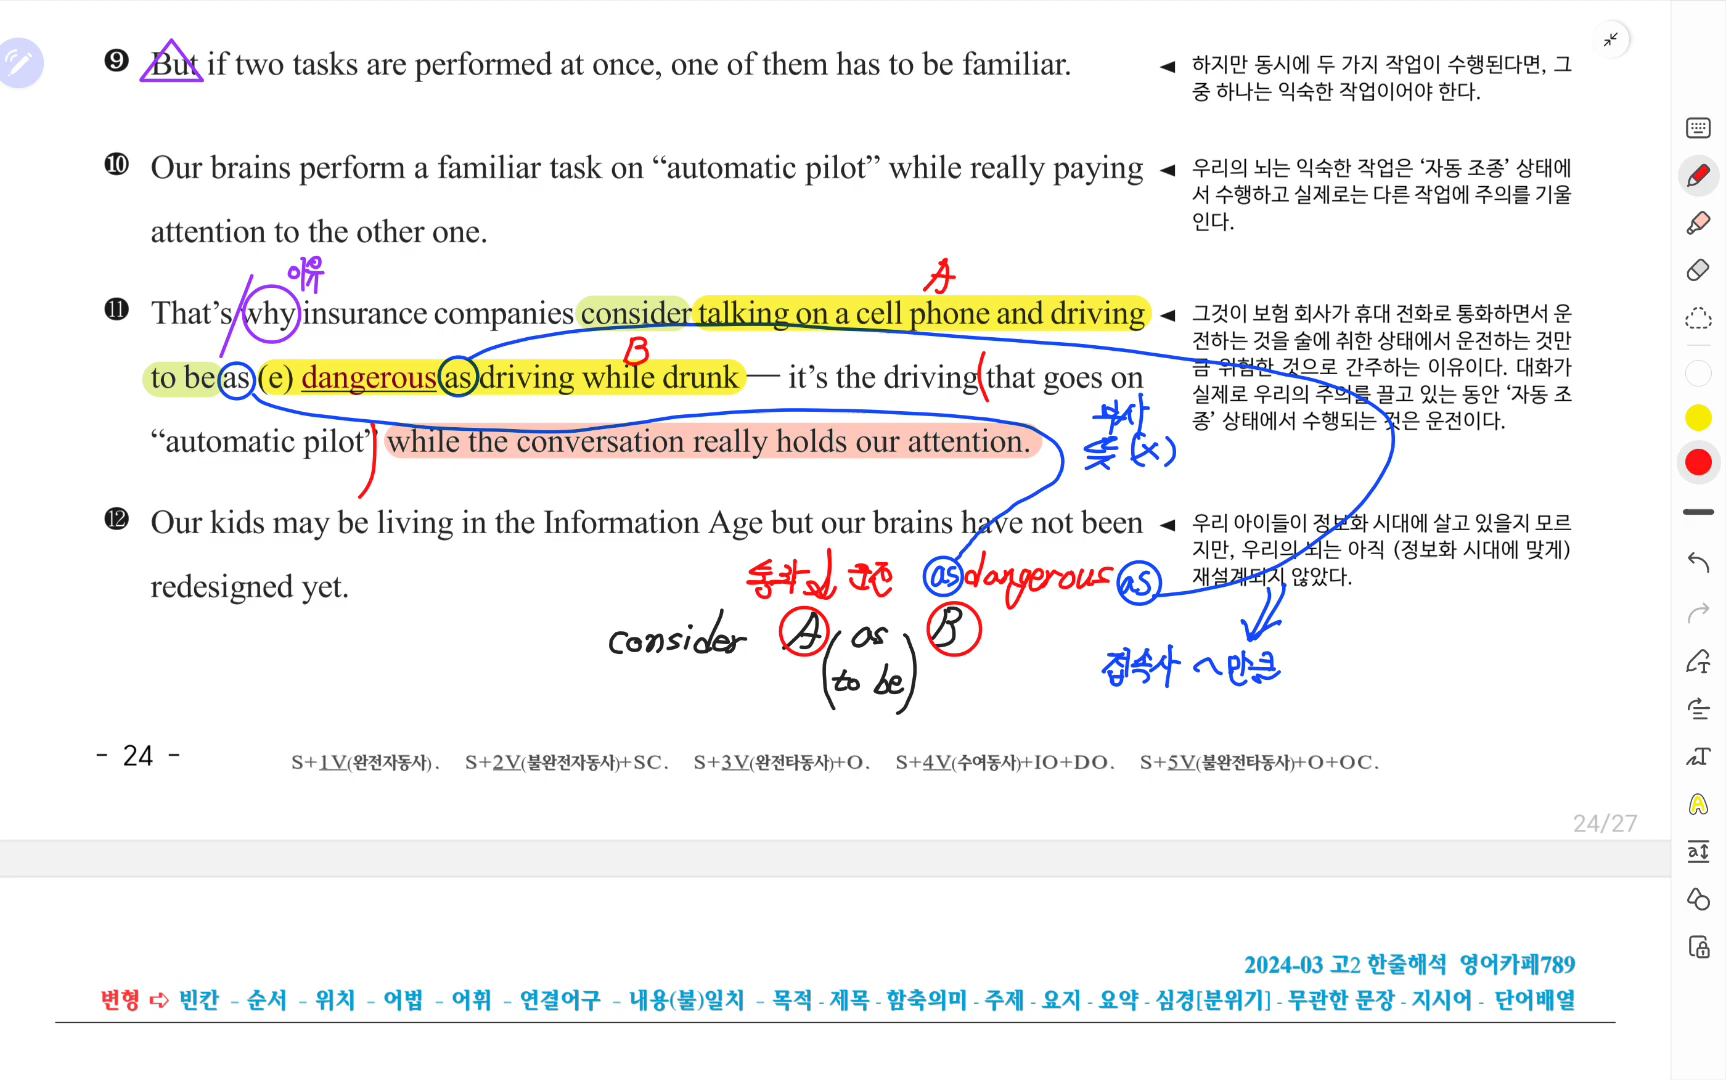 ❾ But if two tasks are performed at once, one of them has to be familiar.
◄ 하지만 동시에 두 가지 작업이 수행된다면, 그
중 하나는 익숙한 작업이어야 한다.
❿ Our brains perform a familiar task on “automatic pilot” while really paying
attention to the other one.
◄ 우리의 뇌는 익숙한 작업은 ‘자동 조종’ 상태에
서 수행하고 실제로는 다른 작업에 주의를 기울
인다.
이유
A
⓫ That’s why insurance companies consider talking on a cell phone and driving
B
to be as (e) dangerous as driving while drunk — it’s the driving that goes on
“automatic pilot” while the conversation really holds our attention.
◄ 그것이 보험 회사가 휴대 전화로 통화하면서 운
전하는 것을 술에 취한 상태에서 운전하는 것만
큼 위험한 것으로 간주하는 이유이다. 대화가
실제로 우리의 주의를 끌고 있는 동안 ‘자동 조
종’ 상태에서 수행되는 것은 운전이다.
부사
뜻 (x)
⓬ Our kids may be living in the Information Age but our brains have not been
redesigned yet.
◄ 우리 아이들이 정보화 시대에 살고 있을지 모르
지만, 우리의 뇌는 아직 (정보화 시대에 맞게)
재설계되지 않았다.
as dangerous as
consider A ( as ) B
to be
접속사 ~만큼
- 24 -
S+1V(완전자동사). S+2V(불완전자동사)+SC. S+3V(완전타동사)+O. S+4V(수여동사)+IO+DO. S+5V(불완전타동사)+O+OC.
24/27
2024-03 고2 한줄해석 영어카페789
변형 ➪ 빈칸 - 순서 - 위치 - 어법 - 어휘 - 연결어구 - 내용(불)일치 - 목적 - 제목 - 함축의미 - 주제 - 요지 - 요약 - 심경[분위기] - 무관한 문장 - 지시어 - 단어배열